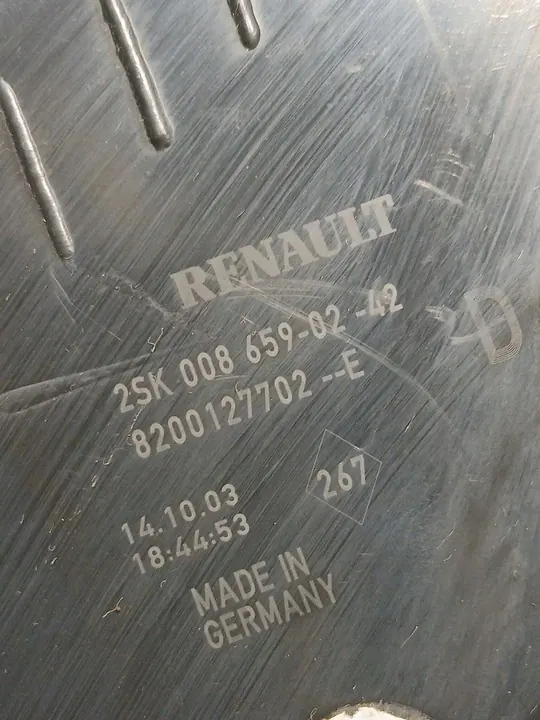 RENAULT
2SK 008 659-02 -42
8200127702 --E
D
267
14.10.03
18:44:53
MADE IN
GERMANY